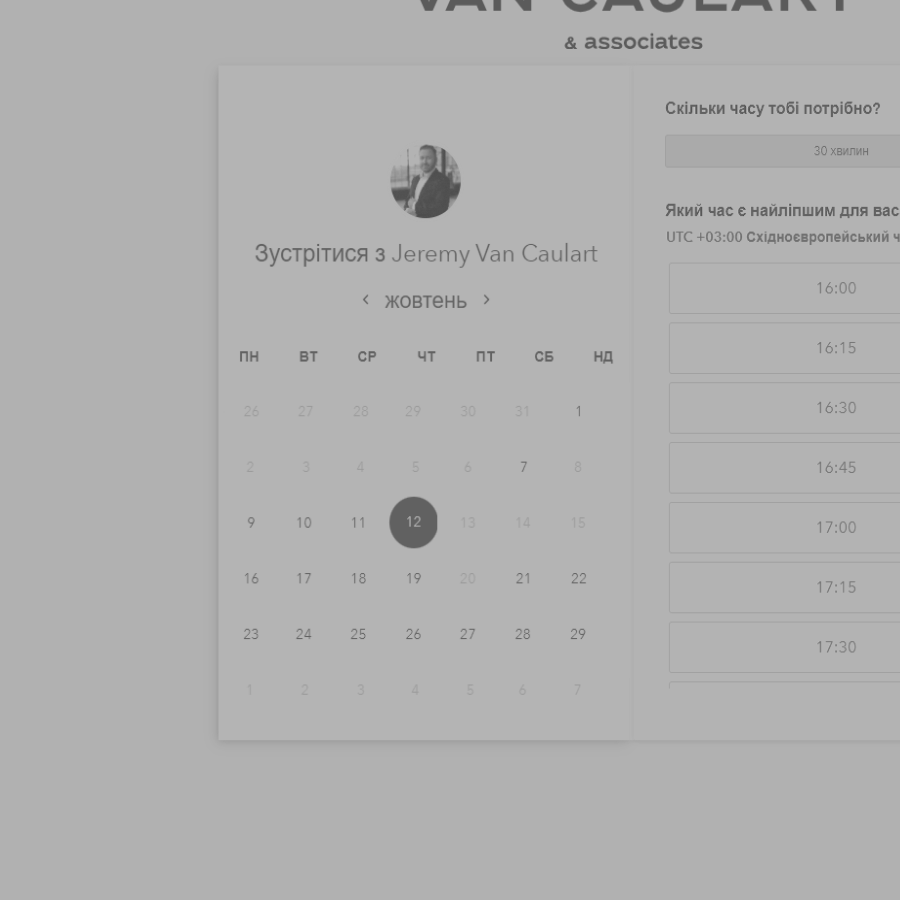 VAN CAULART
& associates
Зустрітися з Jeremy Van Caulart
жовтень
ПН ВТ СР ЧТ ПТ СБ НД
26 27 28 29 30 31 1
2 3 4 5 6 7 8
9 10 11 12 13 14 15
16 17 18 19 20 21 22
23 24 25 26 27 28 29
1 2 3 4 5 6 7
Скільки часу тобі потрібно?
30 хвилин
Який час є найліпшим для вас
UTC +03:00 Східноєвропейський ч
16:00
16:15
16:30
16:45
17:00
17:15
17:30